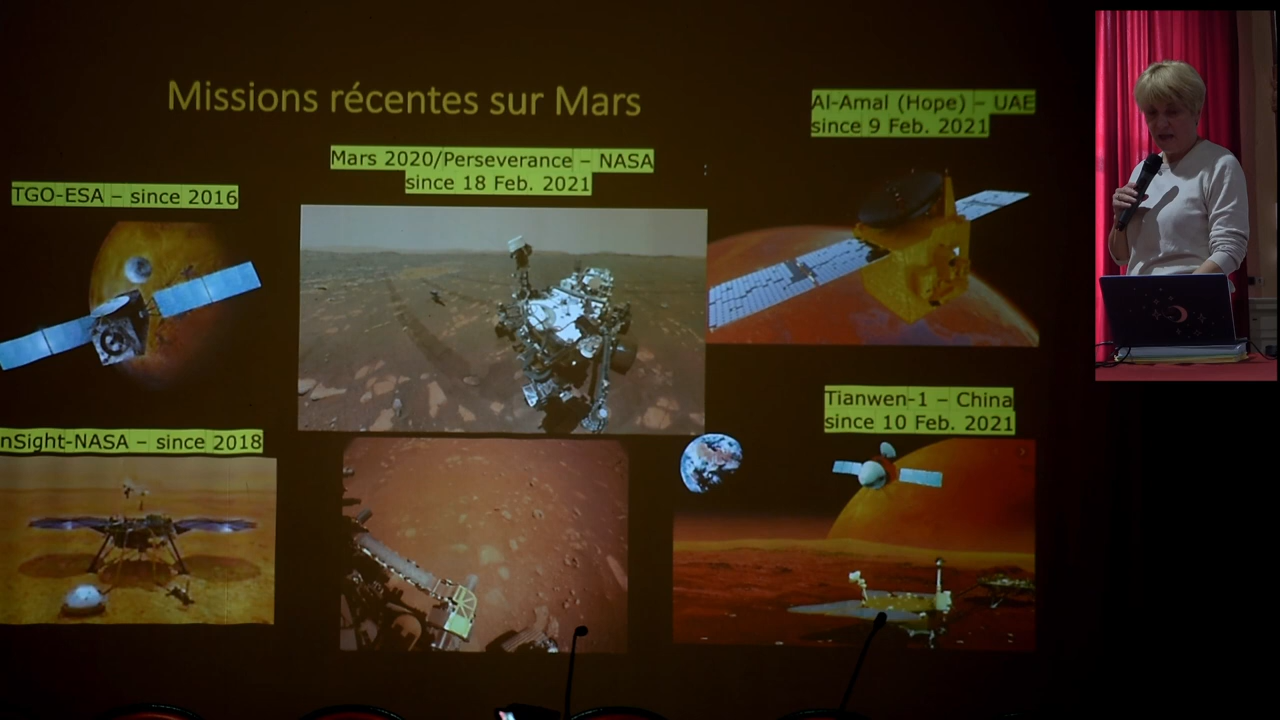 Missions récentes sur Mars
Al-Amal (Hope) – UAE
since 9 Feb. 2021
Mars 2020/Perseverance – NASA
since 18 Feb. 2021
TGO-ESA – since 2016
Tianwen-1 – China
since 10 Feb. 2021
nSight-NASA – since 2018